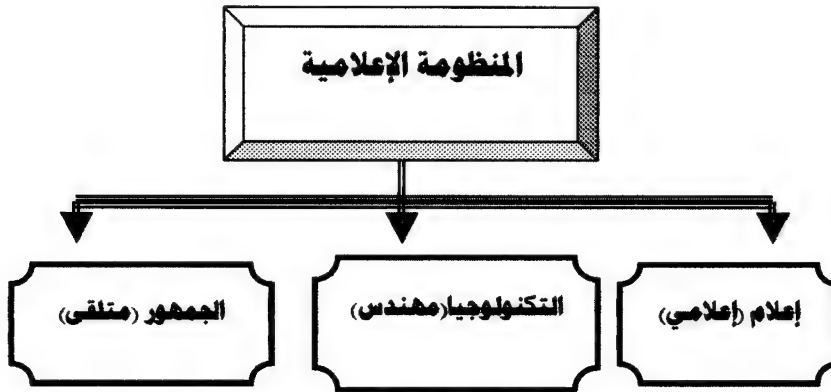 المنظومة الإعلامية
إعلام (إعلامي)
التكنولوجيا(مهندس)
الجمهور (متلقى)